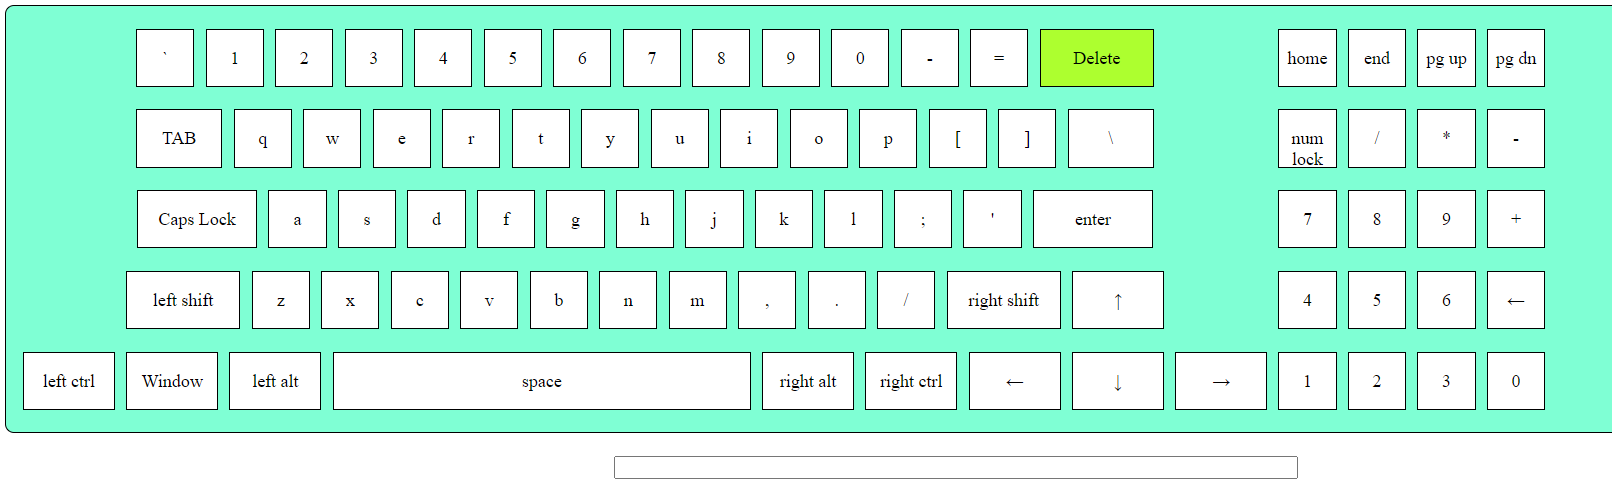 ` 1 2 3 4 5 6 7 8 9 0 - = Delete home end pg up pg dn
TAB q w e r t y u i o p [ ] \ num lock / * -
Caps Lock a s d f g h j k l ; ' enter 7 8 9 +
left shift z x c v b n m , . / right shift ↑ 4 5 6 ←
left ctrl Window left alt space right alt right ctrl ← ↓ → 1 2 3 0